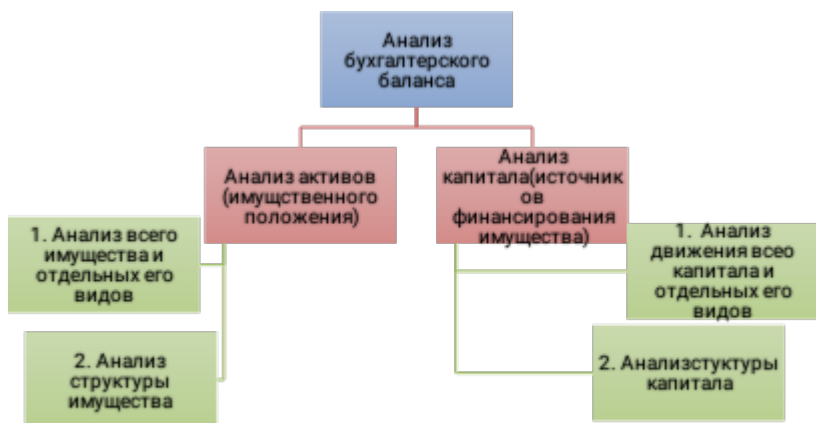 Анализ
бухгалтерского
баланса
Анализ активов
(имущственного
положения)
Анализ
капитала(источник
ов
финансирования
имущества)
1. Анализ всего
имущества и
отдельных его
видов
2. Анализ
структуры
имущества
1. Анализ
движения всео
капитала и
отдельных его
видов
2. Анализстуктуры
капитала